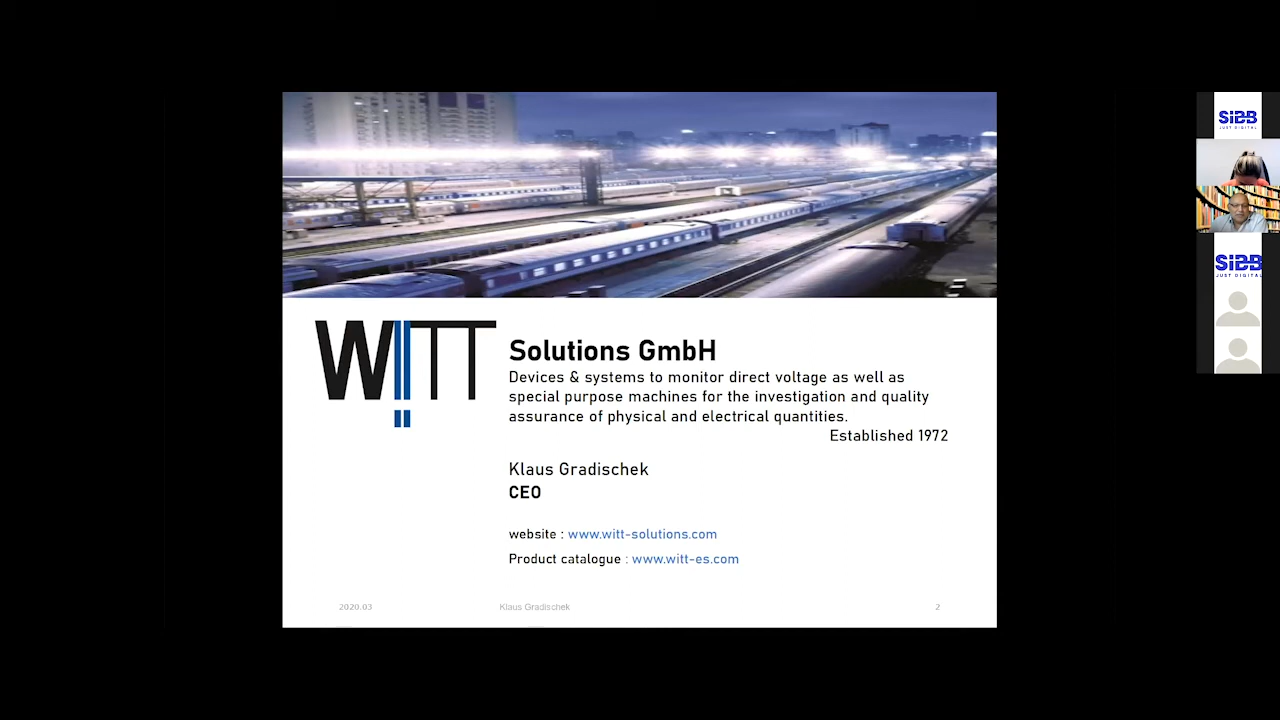 WITT
Solutions GmbH
Devices & systems to monitor direct voltage as well as
special purpose machines for the investigation and quality
assurance of physical and electrical quantities.
Established 1972
Klaus Gradischek
CEO
website : www.witt-solutions.com
Product catalogue : www.witt-es.com
2020.03
Klaus Gradischek
2
SiBB
JUST DIGITAL
SiBB
JUST DIGITAL